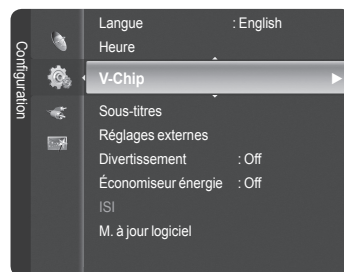 Configuration
Langue : English
Heure
V-Chip
Sous-titres
Réglages externes
Divertissement : Off
Économiseur énergie : Off
ISI
M. à jour logiciel